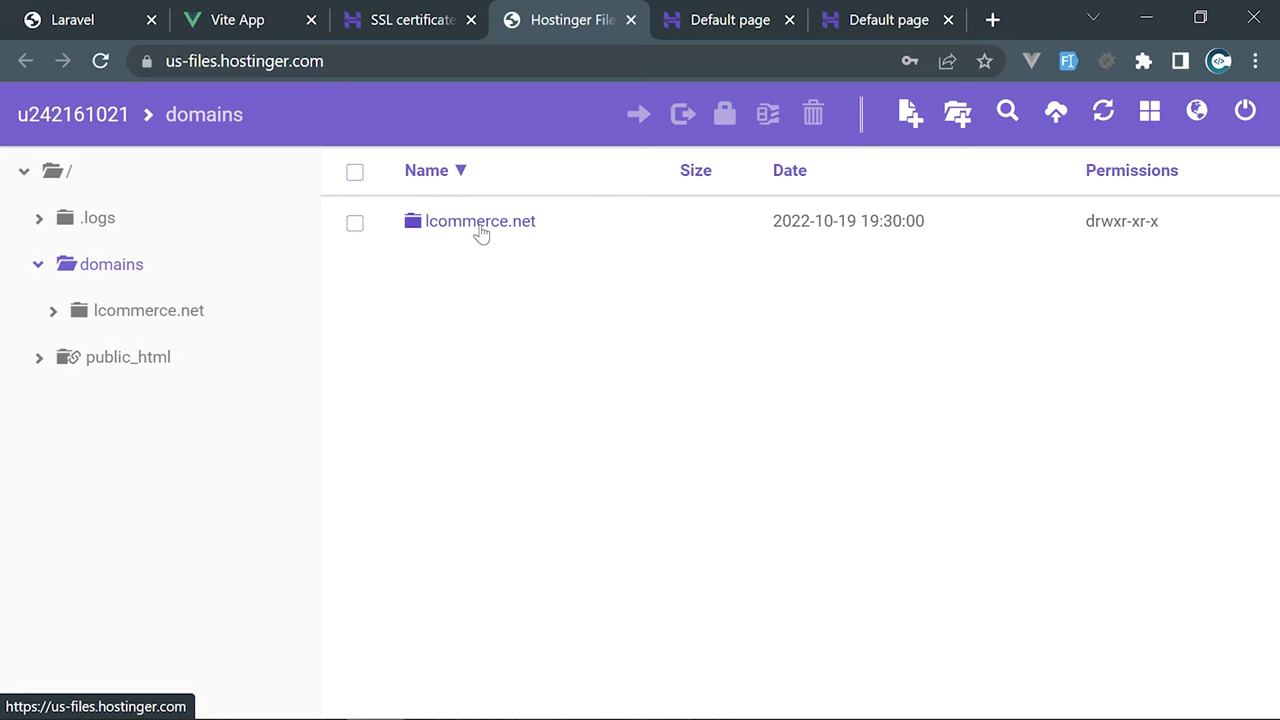 Laravel
Vite App
SSL certificate
Hostinger File
Default page
Default page
us-files.hostinger.com
u242161021
domains
Name
Size
Date
Permissions
/
.logs
domains
lcommerce.net
public_html
lcommerce.net
2022-10-19 19:30:00
drwxr-xr-x
https://us-files.hostinger.com